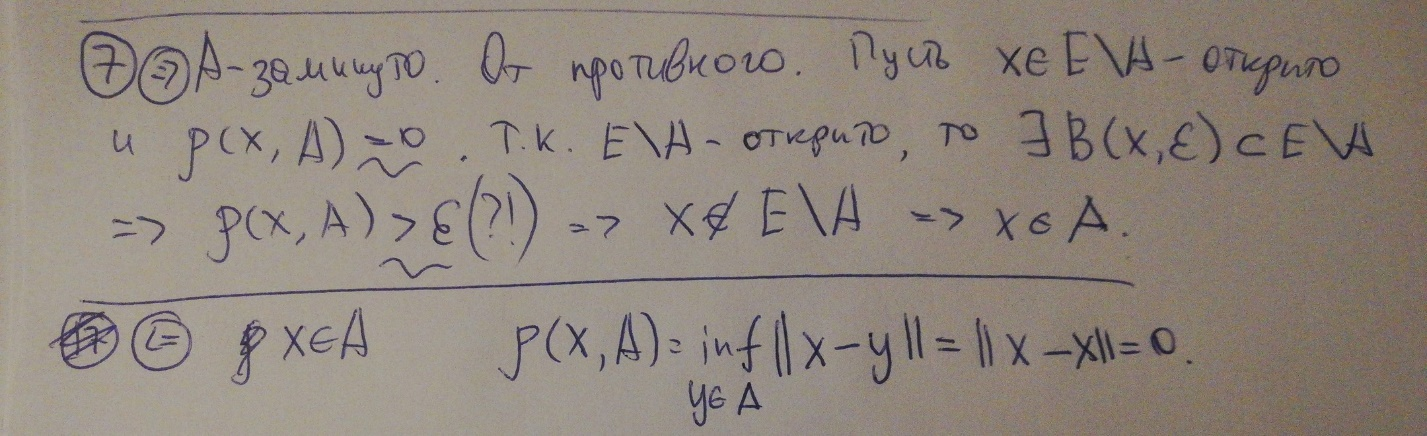 ⑦ ⇒ A-замкнуто. От противного. Пусть x∈E\A - открыто
и ρ(x, A) = 0. Т.к. E\A - открыто, то ∃ B(x, ε) ⊂ E\A
=> ρ(x, A) > ε (?!) => x ∉ E\A => x ∈ A.
⇐ x∈A ρ(x, A) = inf ||x-y|| = ||x-x|| = 0.
y∈A